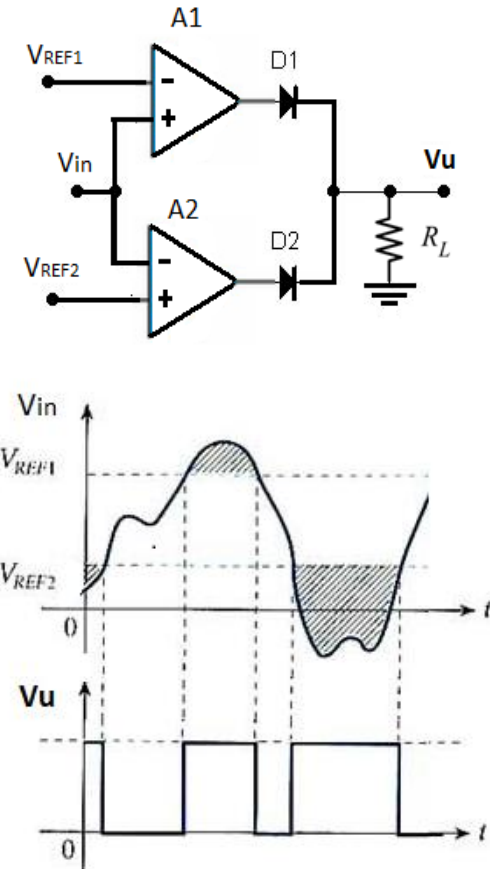 A1
VREF1
D1
-
+
Vin
Vu
A2
D2
RL
VREF2
-
+
Vin
VREF1
VREF2
0
t
Vu
0
t